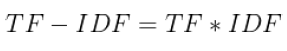 TF − IDF = TF ∗ IDF